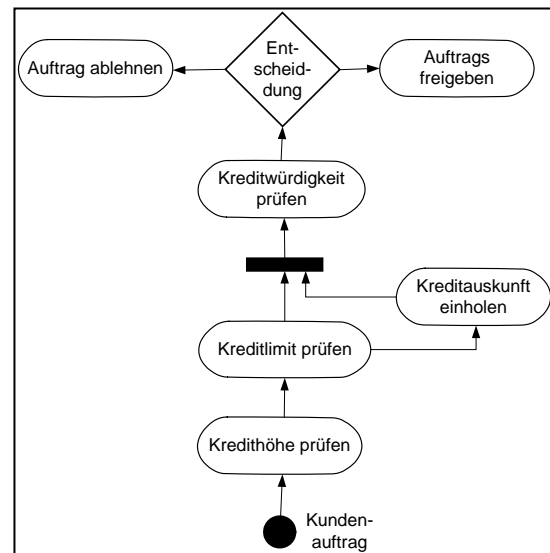 Auftrag ablehnen
Ent-
scheid-
dung
Auftrags
freigeben
Kreditwürdigkeit
prüfen
Kreditauskunft
einholen
Kreditlimit prüfen
Kredithöhe prüfen
Kunden-
auftrag